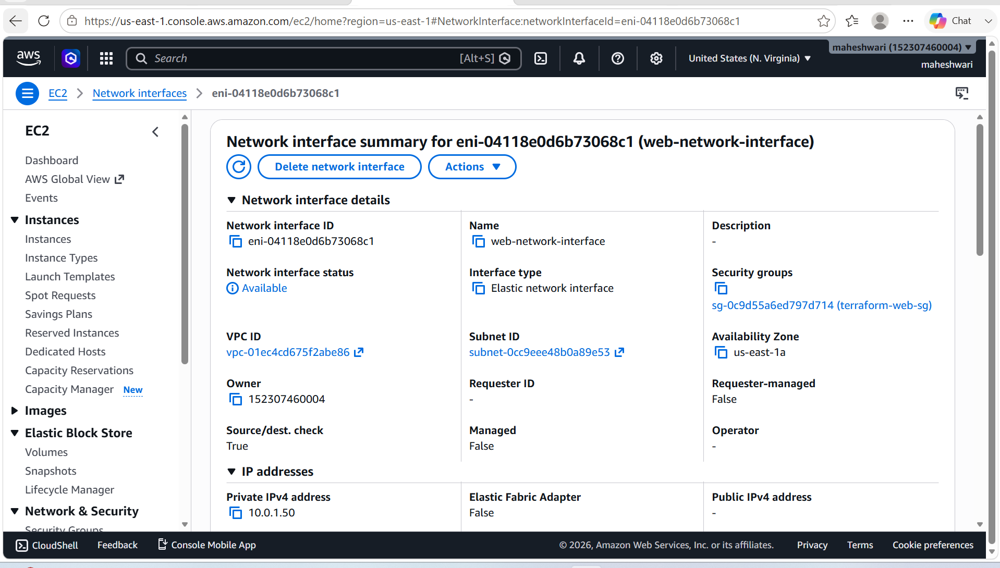 https://us-east-1.console.aws.amazon.com/ec2/home?region=us-east-1#NetworkInterface:networkInterfaceId=eni-04118e0d6b73068c1
Chat
aws
Search
[Alt+S]
United States (N. Virginia)
maheshwari (152307460004)
maheshwari
EC2
Network interfaces
eni-04118e0d6b73068c1
EC2
Dashboard
AWS Global View
Events
Instances
Instances
Instance Types
Launch Templates
Spot Requests
Savings Plans
Reserved Instances
Dedicated Hosts
Capacity Reservations
Capacity Manager New
Images
Elastic Block Store
Volumes
Snapshots
Lifecycle Manager
Network & Security
Security Groups
Network interface summary for eni-04118e0d6b73068c1 (web-network-interface)
Delete network interface
Actions
Network interface details
Network interface ID
eni-04118e0d6b73068c1
Name
web-network-interface
Description
-
Network interface status
Available
Interface type
Elastic network interface
Security groups
sg-0c9d55a6ed797d714 (terraform-web-sg)
VPC ID
vpc-01ec4cd675f2abe86
Subnet ID
subnet-0cc9eee48b0a89e53
Availability Zone
us-east-1a
Owner
152307460004
Requester ID
-
Requester-managed
False
Source/dest. check
True
Managed
False
Operator
-
IP addresses
Private IPv4 address
10.0.1.50
Elastic Fabric Adapter
False
Public IPv4 address
-
CloudShell
Feedback
Console Mobile App
© 2026, Amazon Web Services, Inc. or its affiliates.
Privacy
Terms
Cookie preferences